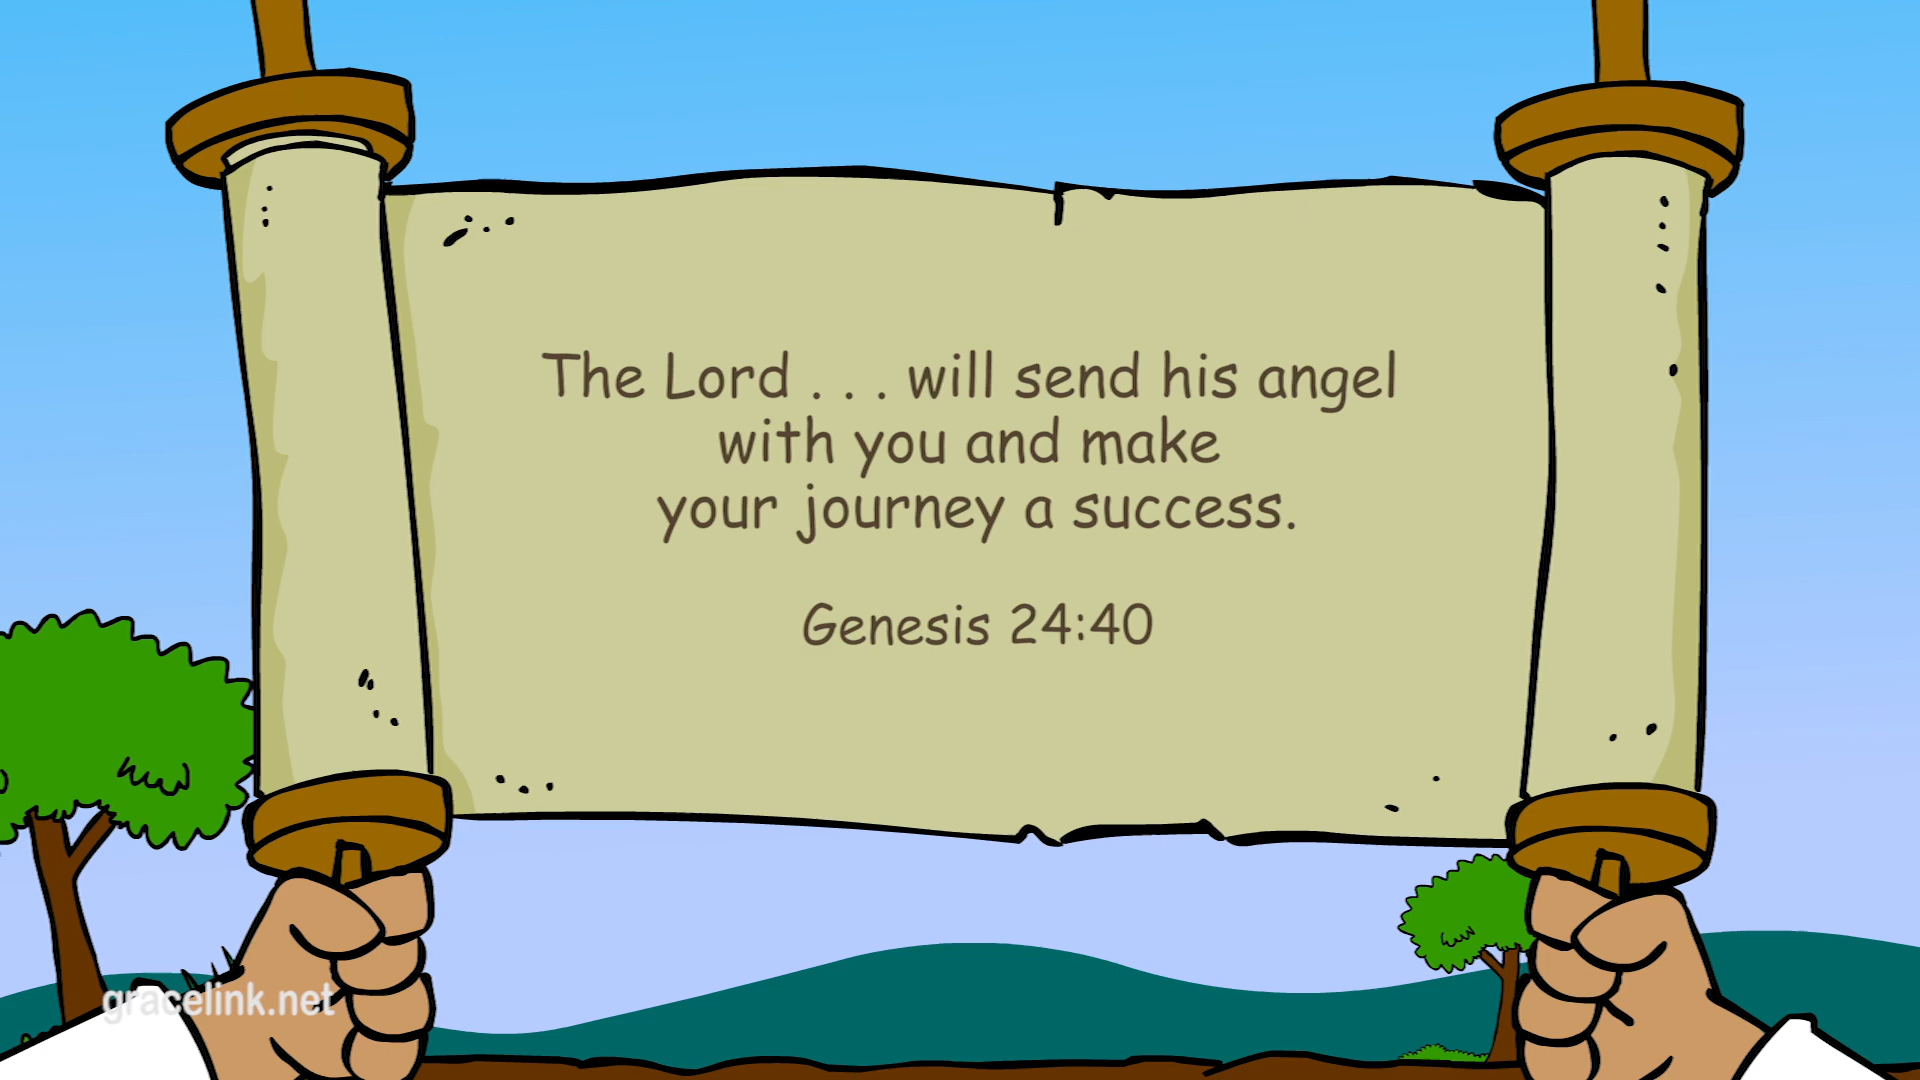 The Lord . . . will send his angel
with you and make
your journey a success.
Genesis 24:40
gracelink.net